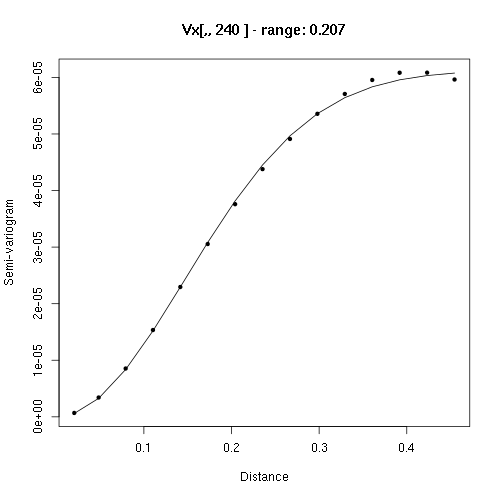 Vx[,, 240 ] - range: 0.207
6e-05
5e-05
4e-05
3e-05
2e-05
1e-05
0e+00
Semi-variogram
0.1 0.2 0.3 0.4
Distance